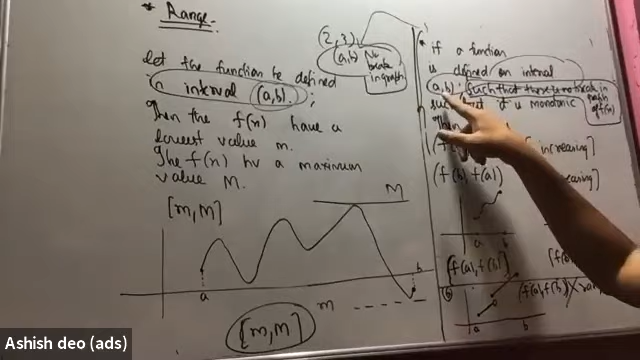 * Range
let the function be defined
in interval (a,b).;
Then the f(x) have a
lowest value m.
The f(x) hv a maximum
value M.
[m, M]
M
a
b
m
[m, M]
(2, 3)
(a,b) No
break
in graph
* if a function
is defined on interval
(a,b); such that there is no break in
graph
of f(x)
such that it is monotonic
Then
[increasing]
(f(b), f(a))
a
b
[f(a), f(b)]
(f(a), f(b))
a
b
Ashish deo (ads)